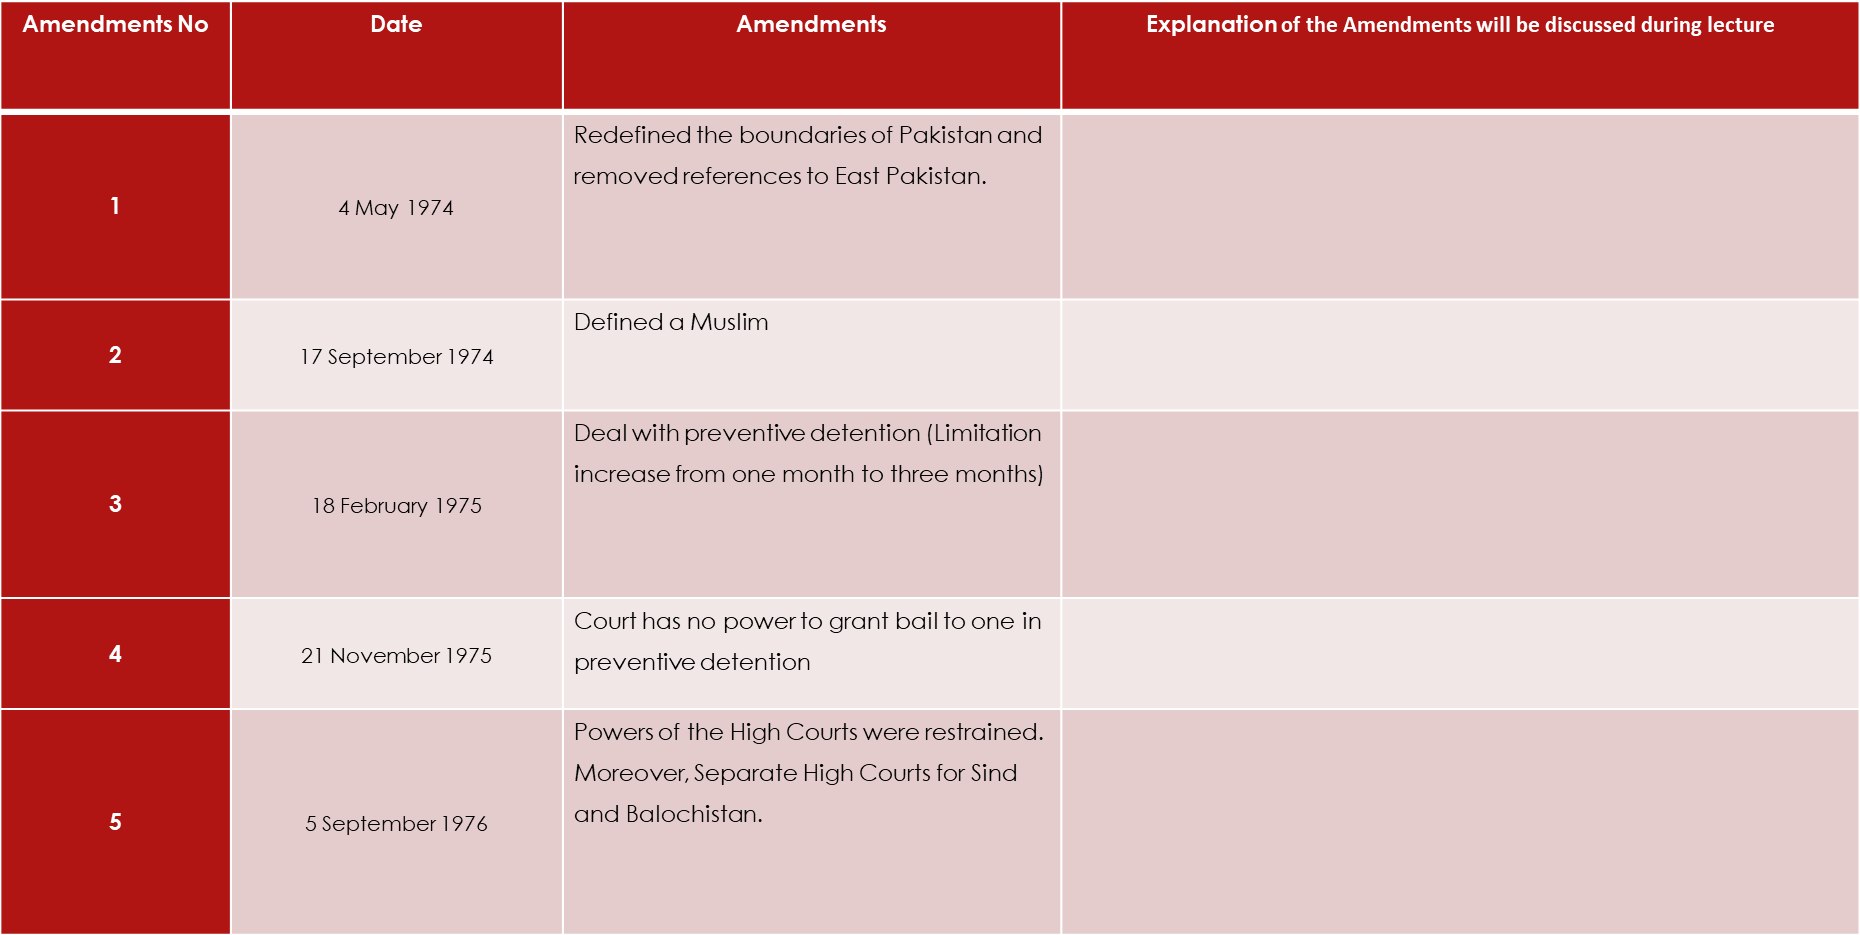 Amendments No
Date
Amendments
Explanation of the Amendments will be discussed during lecture
1
4 May 1974
Redefined the boundaries of Pakistan and
removed references to East Pakistan.
2
17 September 1974
Defined a Muslim
3
18 February 1975
Deal with preventive detention (Limitation
increase from one month to three months)
4
21 November 1975
Court has no power to grant bail to one in
preventive detention
5
5 September 1976
Powers of the High Courts were restrained.
Moreover, Separate High Courts for Sind
and Balochistan.